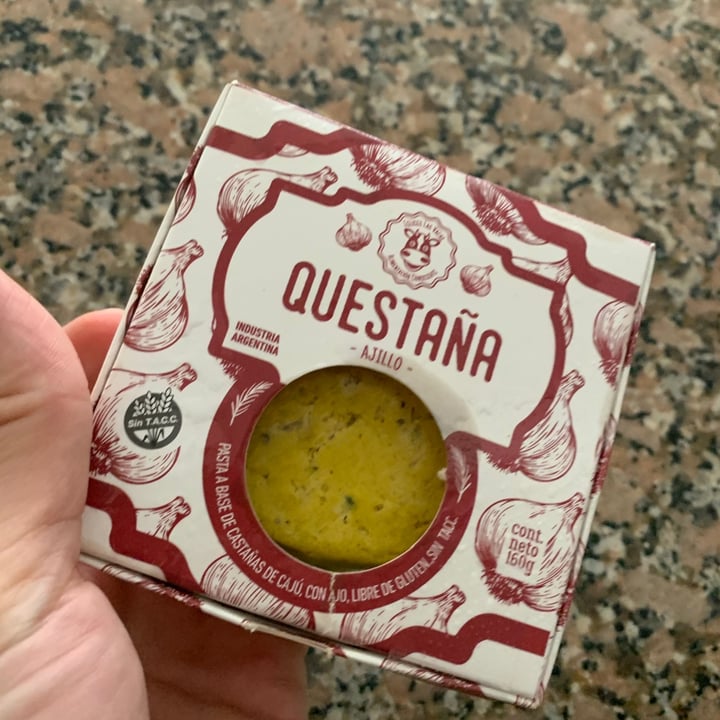 QUESTAÑA
- AJILLO -
INDUSTRIA
ARGENTINA
Sin T.A.C.C.
PASTA A BASE DE CASTAÑAS DE CAJÚ, CON AJO, LIBRE DE GLUTEN, SIN TACC.
cont.
neto
160g